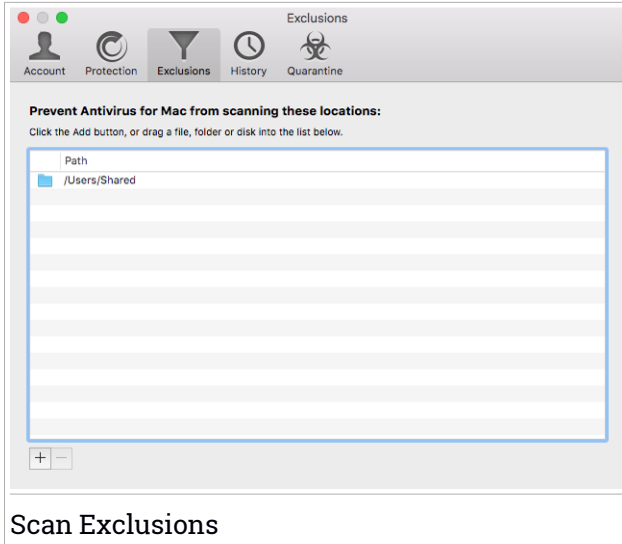 Exclusions
Account Protection Exclusions History Quarantine
Prevent Antivirus for Mac from scanning these locations:
Click the Add button, or drag a file, folder or disk into the list below.
Path
/Users/Shared
+ −
Scan Exclusions